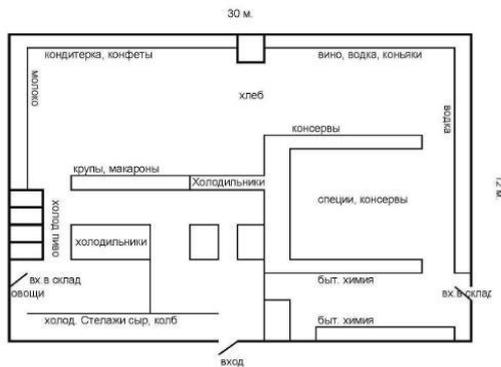 30 м.
кондитерка, конфеты
вино, водка, коньяки
молоко
хлеб
водка
консервы
крупы, макароны
Холодильники
12 м.
специи, консервы
холод пиво
холодильники
вх.в склад
овощи
быт. химия
вх.в склад
холод. Стелажи сыр, колб
быт. химия
вход